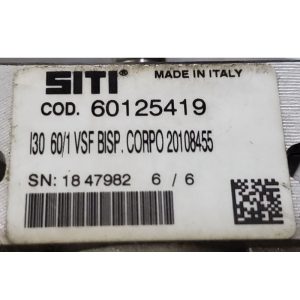 SITI® MADE IN ITALY
COD. 60125419
I30 60/1 VSF BISP. CORPO 20108455
SN: 18 47982 6 / 6